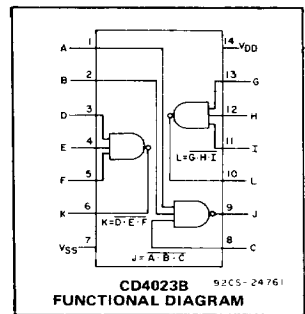 A 1
B 2
D 3
E 4
F 5
K 6
VSS 7
14 VDD
13 G
12 H
11 I
10 L
9 J
8 C
L=G·H·I
K=D·E·F
J=A·B·C
CD4023B 92CS-24761
FUNCTIONAL DIAGRAM